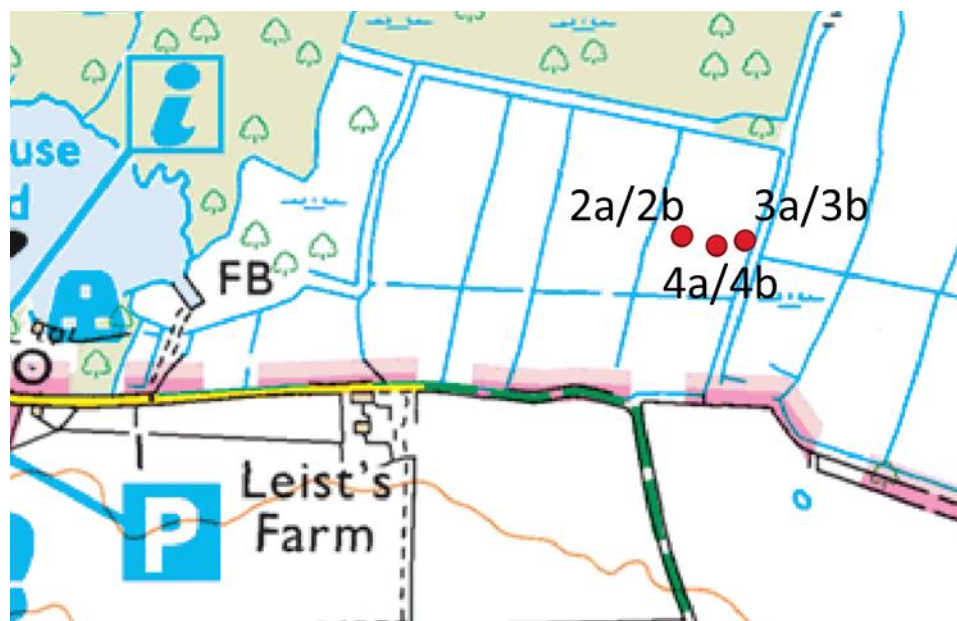 i
use
d
2a/2b
3a/3b
4a/4b
FB
Leist's
Farm
P